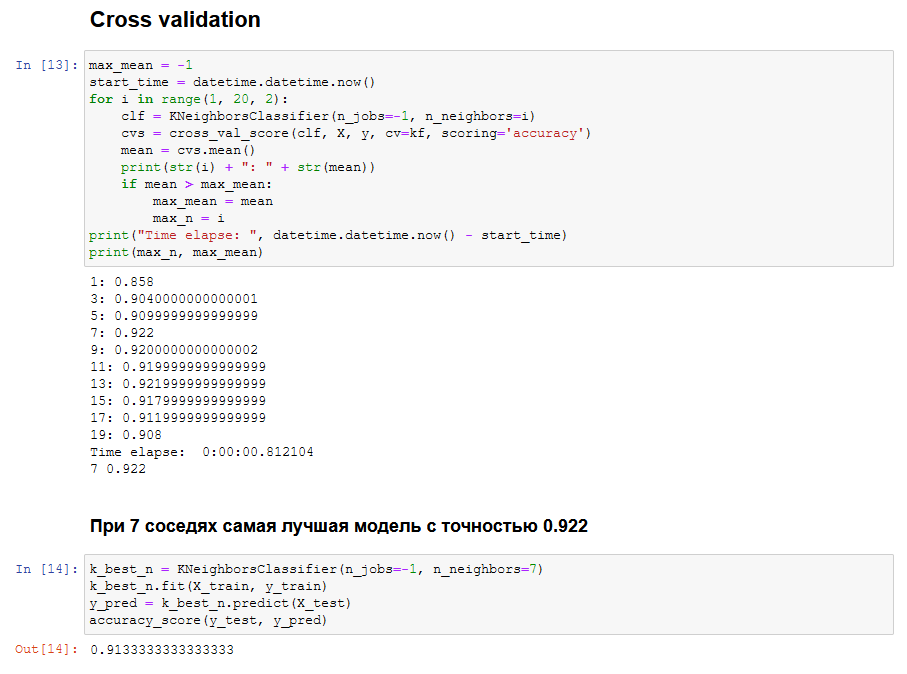 Cross validation
In [13]: max_mean = -1
start_time = datetime.datetime.now()
for i in range(1, 20, 2):
    clf = KNeighborsClassifier(n_jobs=-1, n_neighbors=i)
    cvs = cross_val_score(clf, X, y, cv=kf, scoring='accuracy')
    mean = cvs.mean()
    print(str(i) + ": " + str(mean))
    if mean > max_mean:
        max_mean = mean
        max_n = i
print("Time elapse: ", datetime.datetime.now() - start_time)
print(max_n, max_mean)
1: 0.858
3: 0.9040000000000001
5: 0.9099999999999999
7: 0.922
9: 0.9200000000000002
11: 0.9199999999999999
13: 0.9219999999999999
15: 0.9179999999999999
17: 0.9119999999999999
19: 0.908
Time elapse:  0:00:00.812104
7 0.922
При 7 соседях самая лучшая модель с точностью 0.922
In [14]: k_best_n = KNeighborsClassifier(n_jobs=-1, n_neighbors=7)
k_best_n.fit(X_train, y_train)
y_pred = k_best_n.predict(X_test)
accuracy_score(y_test, y_pred)
Out[14]: 0.9133333333333333